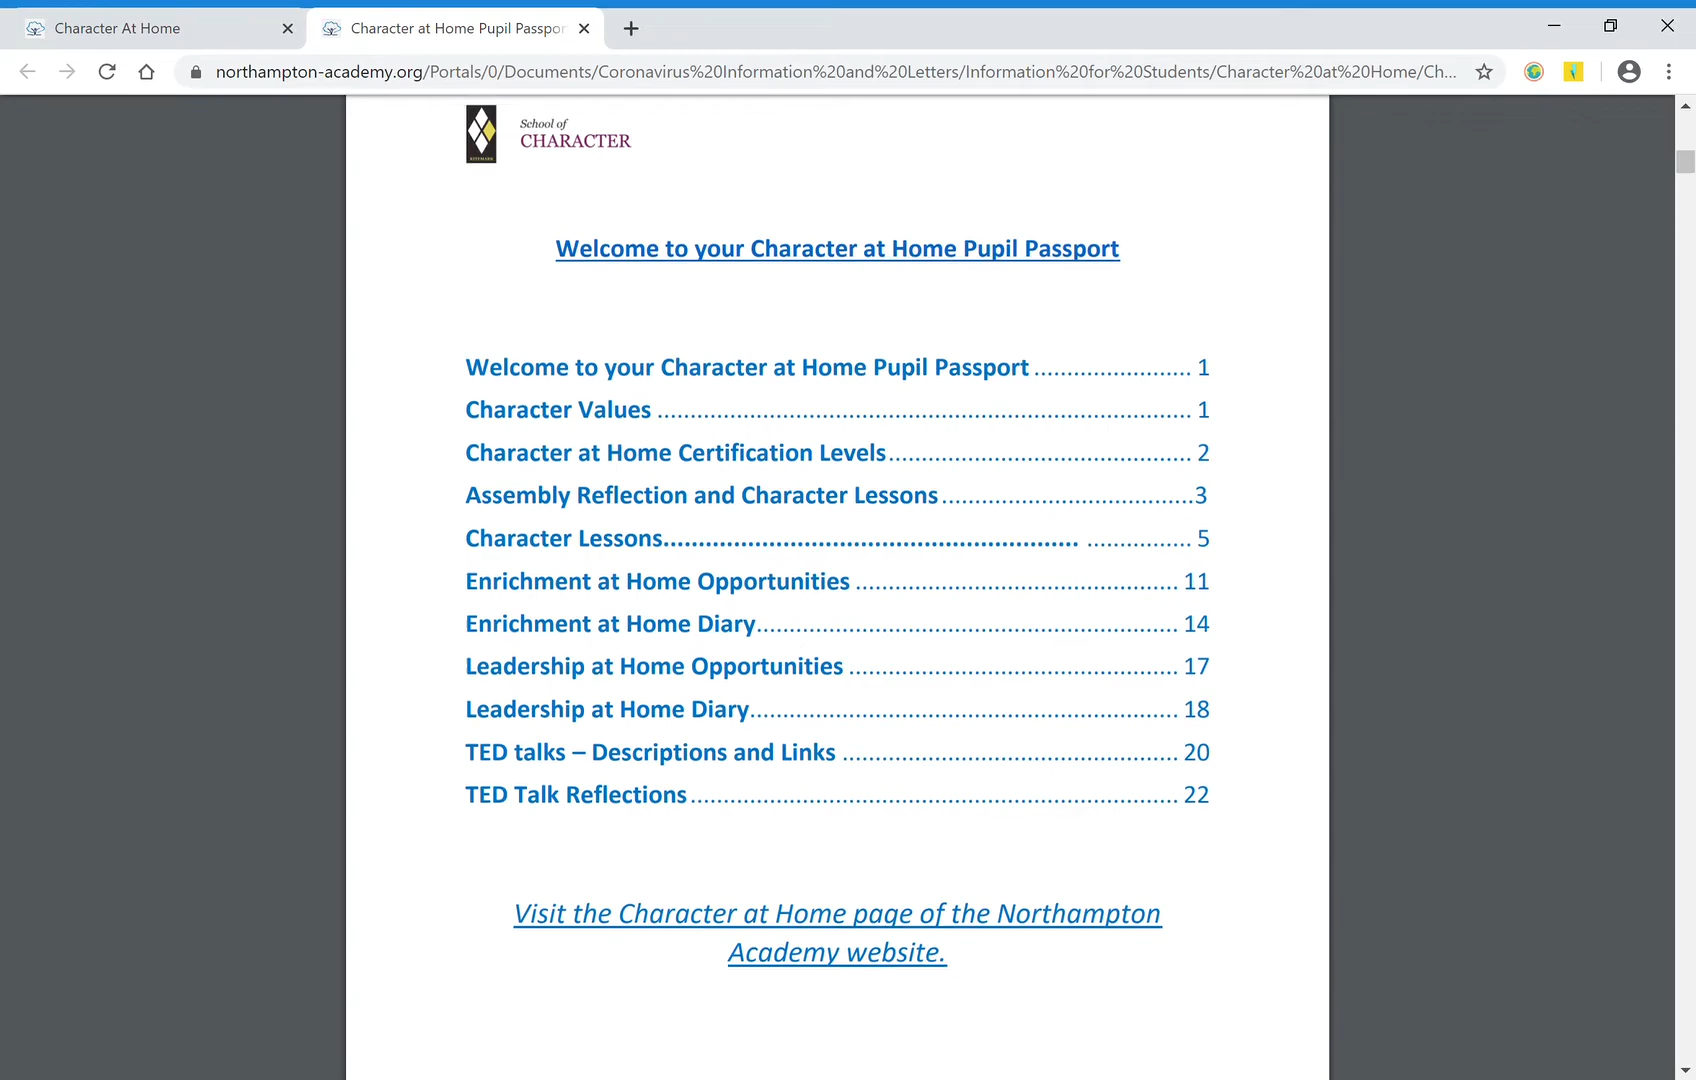 Character At Home
Character at Home Pupil Passpor
northampton-academy.org/Portals/0/Documents/Coronavirus%20Information%20and%20Letters/Information%20for%20Students/Character%20at%20Home/Ch...
KITEMARK
School of
CHARACTER
Welcome to your Character at Home Pupil Passport
Welcome to your Character at Home Pupil Passport ........................ 1
Character Values ................................................................................. 1
Character at Home Certification Levels.............................................. 2
Assembly Reflection and Character Lessons ......................................3
Character Lessons........................................................... ................ 5
Enrichment at Home Opportunities ................................................. 11
Enrichment at Home Diary................................................................ 14
Leadership at Home Opportunities .................................................. 17
Leadership at Home Diary................................................................. 18
TED talks – Descriptions and Links ................................................... 20
TED Talk Reflections .......................................................................... 22
Visit the Character at Home page of the Northampton
Academy website.